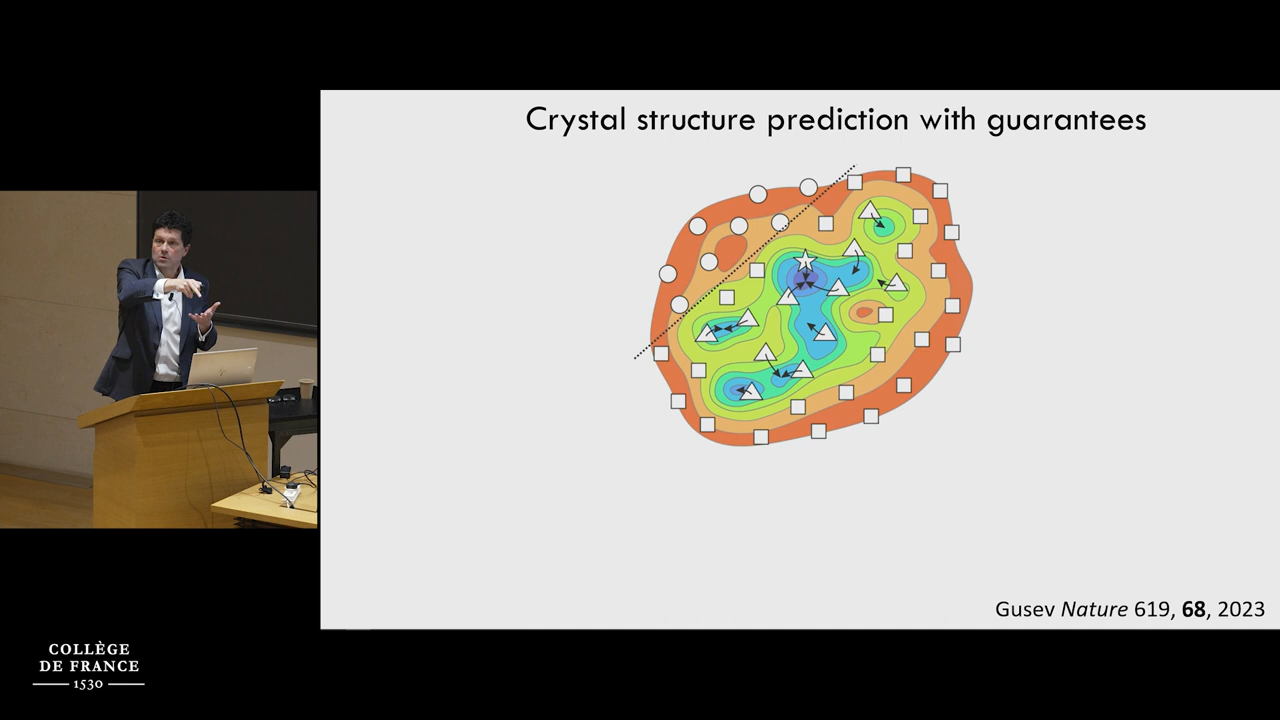 Crystal structure prediction with guarantees
Gusev Nature 619, 68, 2023
COLLÈGE
DE FRANCE
1530